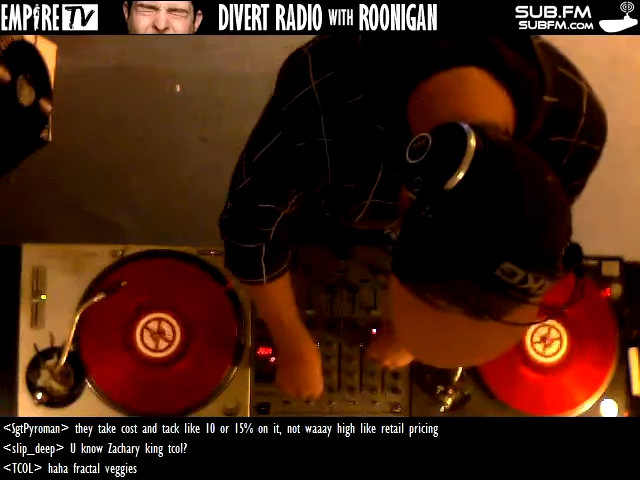 EMPIRE TV
DIVERT RADIO WITH ROONIGAN
SUB.FM
SUBFM.COM
<SgtPyroman> they take cost and tack like 10 or 15% on it, not waaay high like retail pricing
<slip_deep> U know Zachary king tcol?
<TCOL> haha fractal veggies